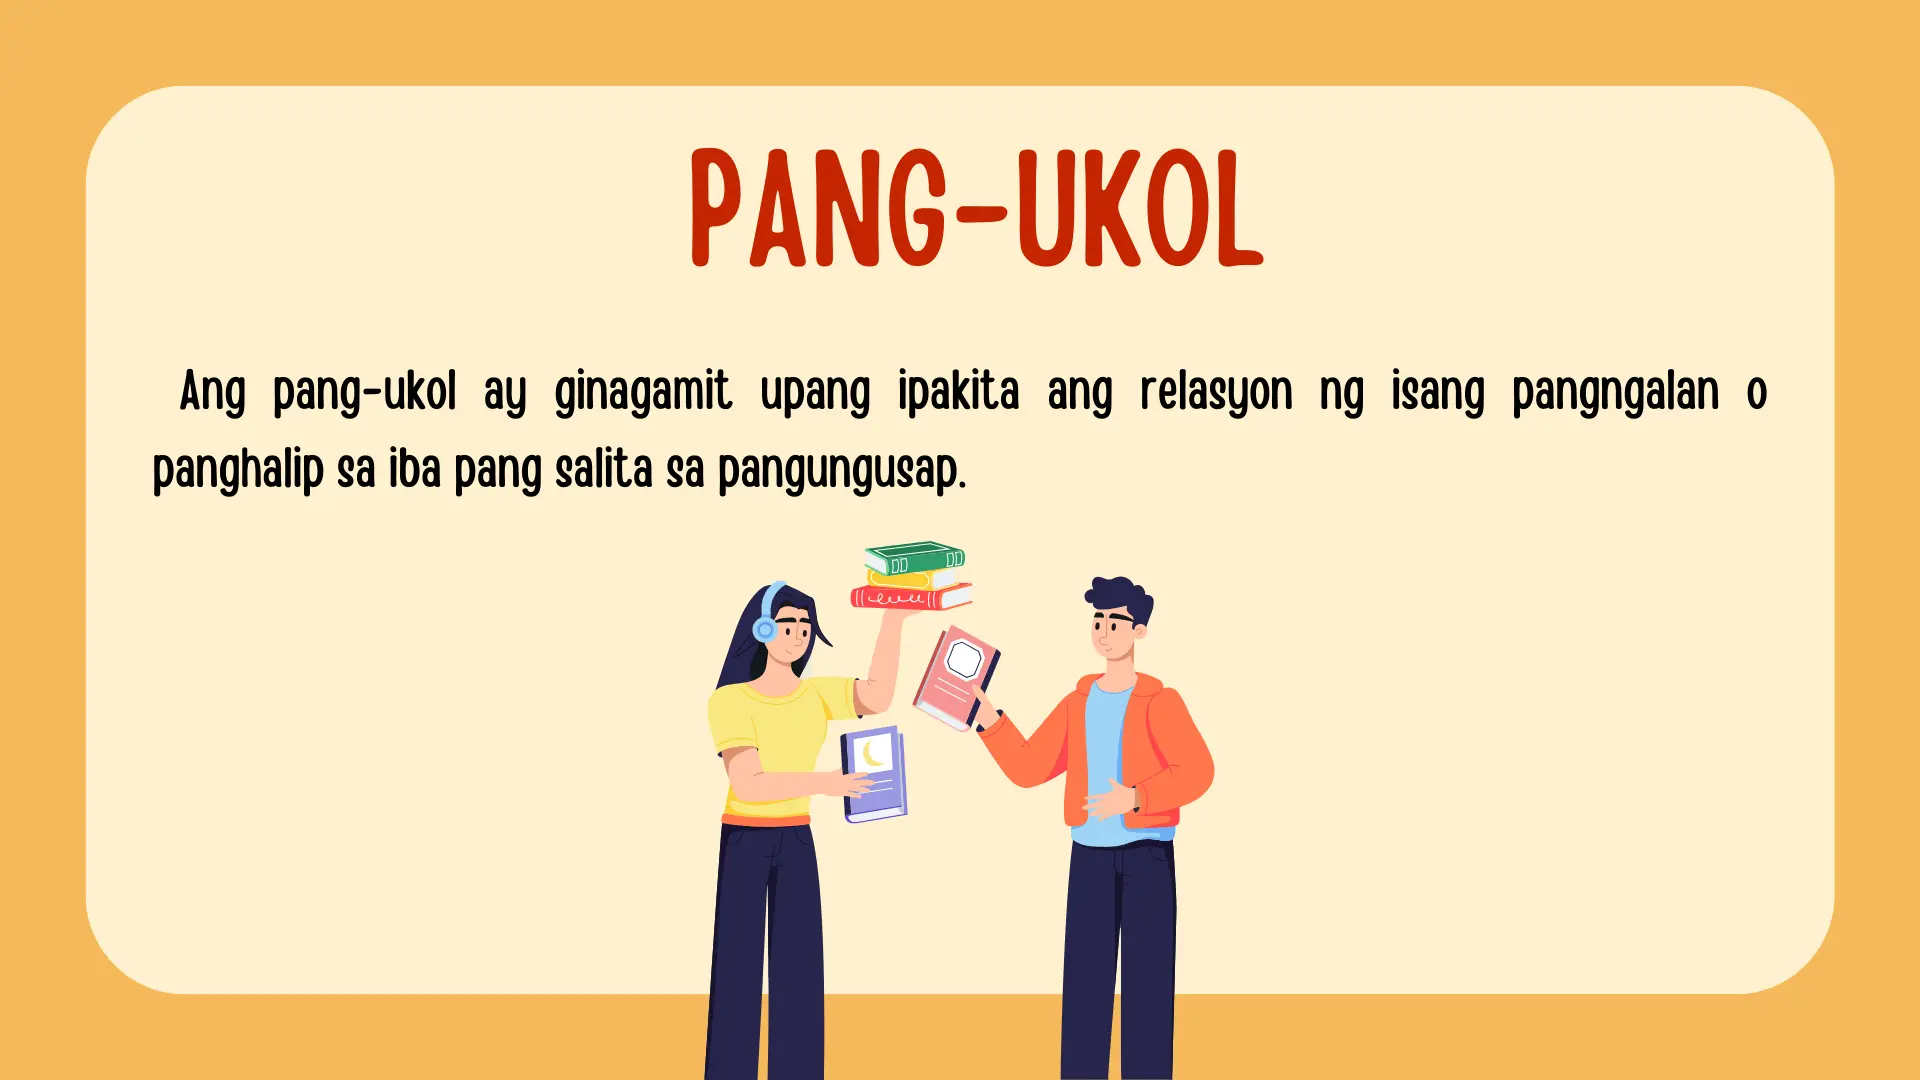 PANG-UKOL
Ang pang-ukol ay ginagamit upang ipakita ang relasyon ng isang pangngalan o
panghalip sa iba pang salita sa pangungusap.